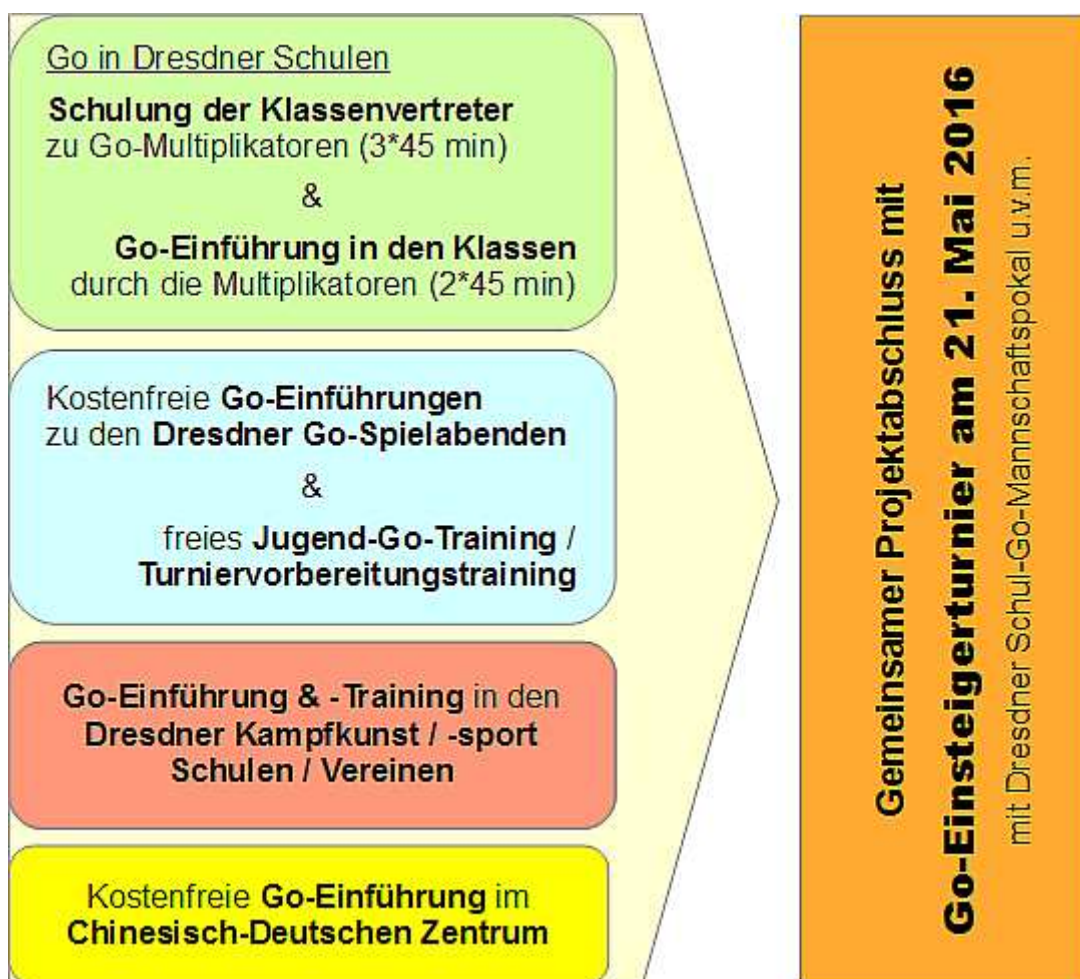 Go in Dresdner Schulen
Schulung der Klassenvertreter
zu Go-Multiplikatoren (3*45 min)
&
Go-Einführung in den Klassen
durch die Multiplikatoren (2*45 min)
Kostenfreie Go-Einführungen
zu den Dresdner Go-Spielabenden
&
freies Jugend-Go-Training /
Turniervorbereitungstraining
Go-Einführung & -Training in den
Dresdner Kampfkunst / -sport
Schulen / Vereinen
Kostenfreie Go-Einführung im
Chinesisch-Deutschen Zentrum
Gemeinsamer Projektabschluss mit
Go-Einsteigerturnier am 21. Mai 2016
mit Dresdner Schul-Go-Mannschaftspokal u.v.m.